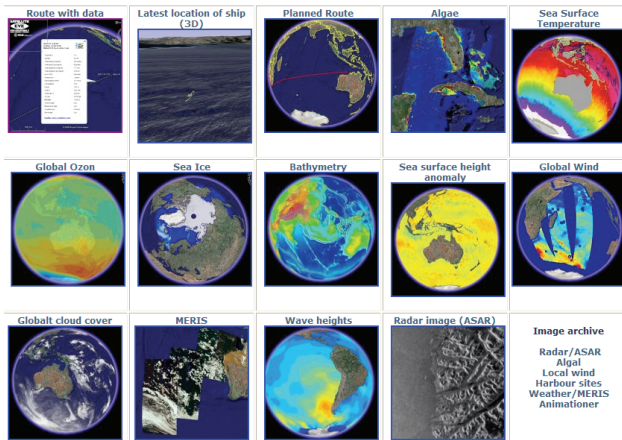 Route with data
Latest location of ship
(3D)
Planned Route
Algae
Sea Surface
Temperature
Global Ozon
Sea Ice
Bathymetry
Sea surface height
anomaly
Global Wind
Globalt cloud cover
MERIS
Wave heights
Radar image (ASAR)
Image archive
Radar/ASAR
Algal
Local wind
Harbour sites
Weather/MERIS
Animationer